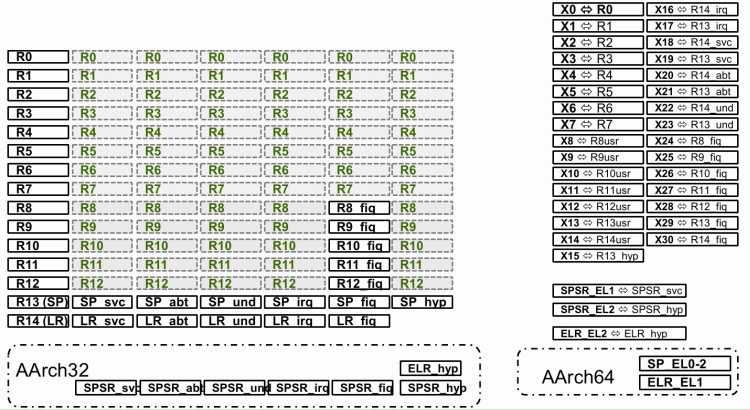 R0 R0 R0 R0 R0 R0 R0
R1 R1 R1 R1 R1 R1 R1
R2 R2 R2 R2 R2 R2 R2
R3 R3 R3 R3 R3 R3 R3
R4 R4 R4 R4 R4 R4 R4
R5 R5 R5 R5 R5 R5 R5
R6 R6 R6 R6 R6 R6 R6
R7 R7 R7 R7 R7 R7 R7
R8 R8 R8 R8 R8 R8_fiq R8
R9 R9 R9 R9 R9 R9_fiq R9
R10 R10 R10 R10 R10 R10_fiq R10
R11 R11 R11 R11 R11 R11_fiq R11
R12 R12 R12 R12 R12 R12_fiq R12
R13 (SP) SP_svc SP_abt SP_und SP_irq SP_fiq SP_hyp
R14 (LR) LR_svc LR_abt LR_und LR_irq LR_fiq
AArch32
ELR_hyp
SPSR_svc SPSR_abt SPSR_und SPSR_irq SPSR_fiq SPSR_hyp
X0 ⇔ R0 X16 ⇔ R14_irq
X1 ⇔ R1 X17 ⇔ R13_irq
X2 ⇔ R2 X18 ⇔ R14_svc
X3 ⇔ R3 X19 ⇔ R13_svc
X4 ⇔ R4 X20 ⇔ R14_abt
X5 ⇔ R5 X21 ⇔ R13_abt
X6 ⇔ R6 X22 ⇔ R14_und
X7 ⇔ R7 X23 ⇔ R13_und
X8 ⇔ R8usr X24 ⇔ R8_fiq
X9 ⇔ R9usr X25 ⇔ R9_fiq
X10 ⇔ R10usr X26 ⇔ R10_fiq
X11 ⇔ R11usr X27 ⇔ R11_fiq
X12 ⇔ R12usr X28 ⇔ R12_fiq
X13 ⇔ R13usr X29 ⇔ R13_fiq
X14 ⇔ R14usr X30 ⇔ R14_fiq
X15 ⇔ R13_hyp
SPSR_EL1 ⇔ SPSR_svc
SPSR_EL2 ⇔ SPSR_hyp
ELR_EL2 ⇔ ELR_hyp
AArch64
SP_EL0-2
ELR_EL1